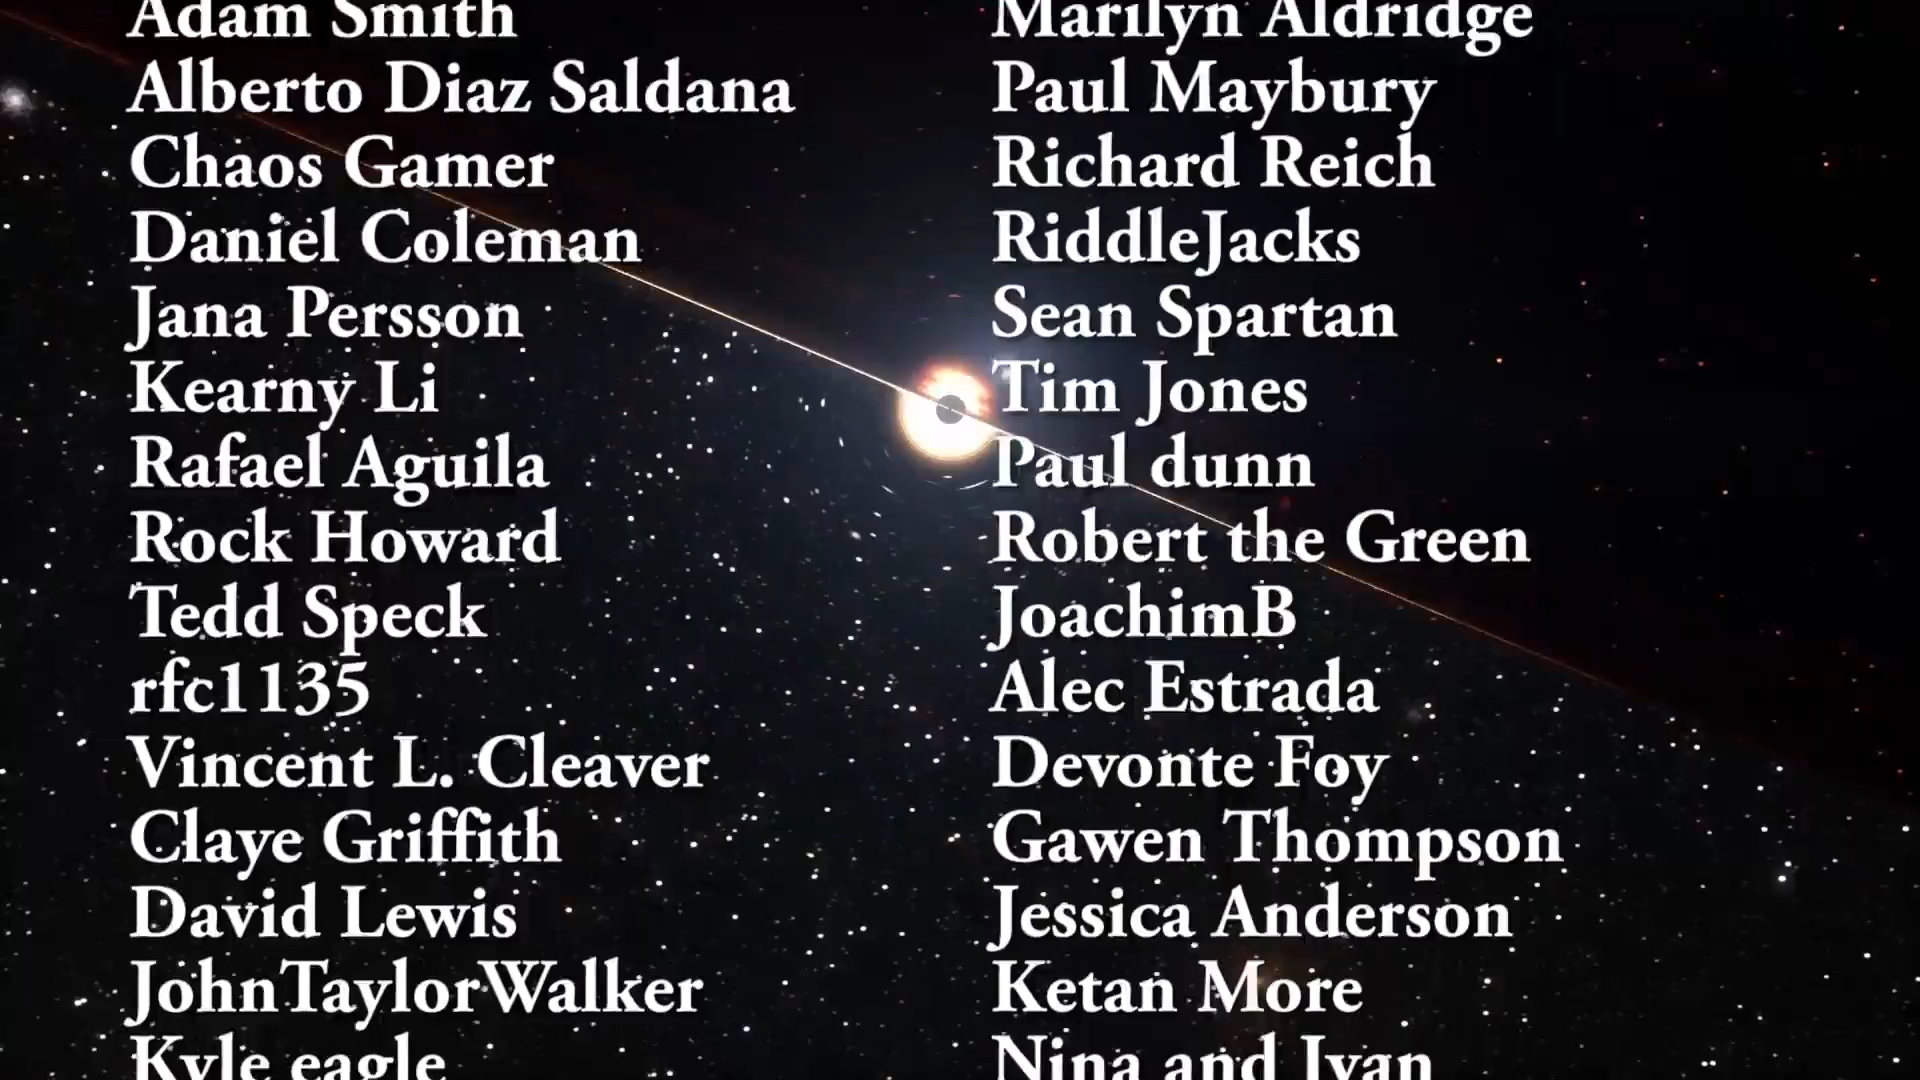 Adam Smith
Alberto Diaz Saldana
Chaos Gamer
Daniel Coleman
Jana Persson
Kearny Li
Rafael Aguila
Rock Howard
Tedd Speck
rfc1135
Vincent L. Cleaver
Claye Griffith
David Lewis
JohnTaylorWalker
Kyle eagle
Marilyn Aldridge
Paul Maybury
Richard Reich
RiddleJacks
Sean Spartan
Tim Jones
Paul dunn
Robert the Green
JoachimB
Alec Estrada
Devonte Foy
Gawen Thompson
Jessica Anderson
Ketan More
Nina and Ivan